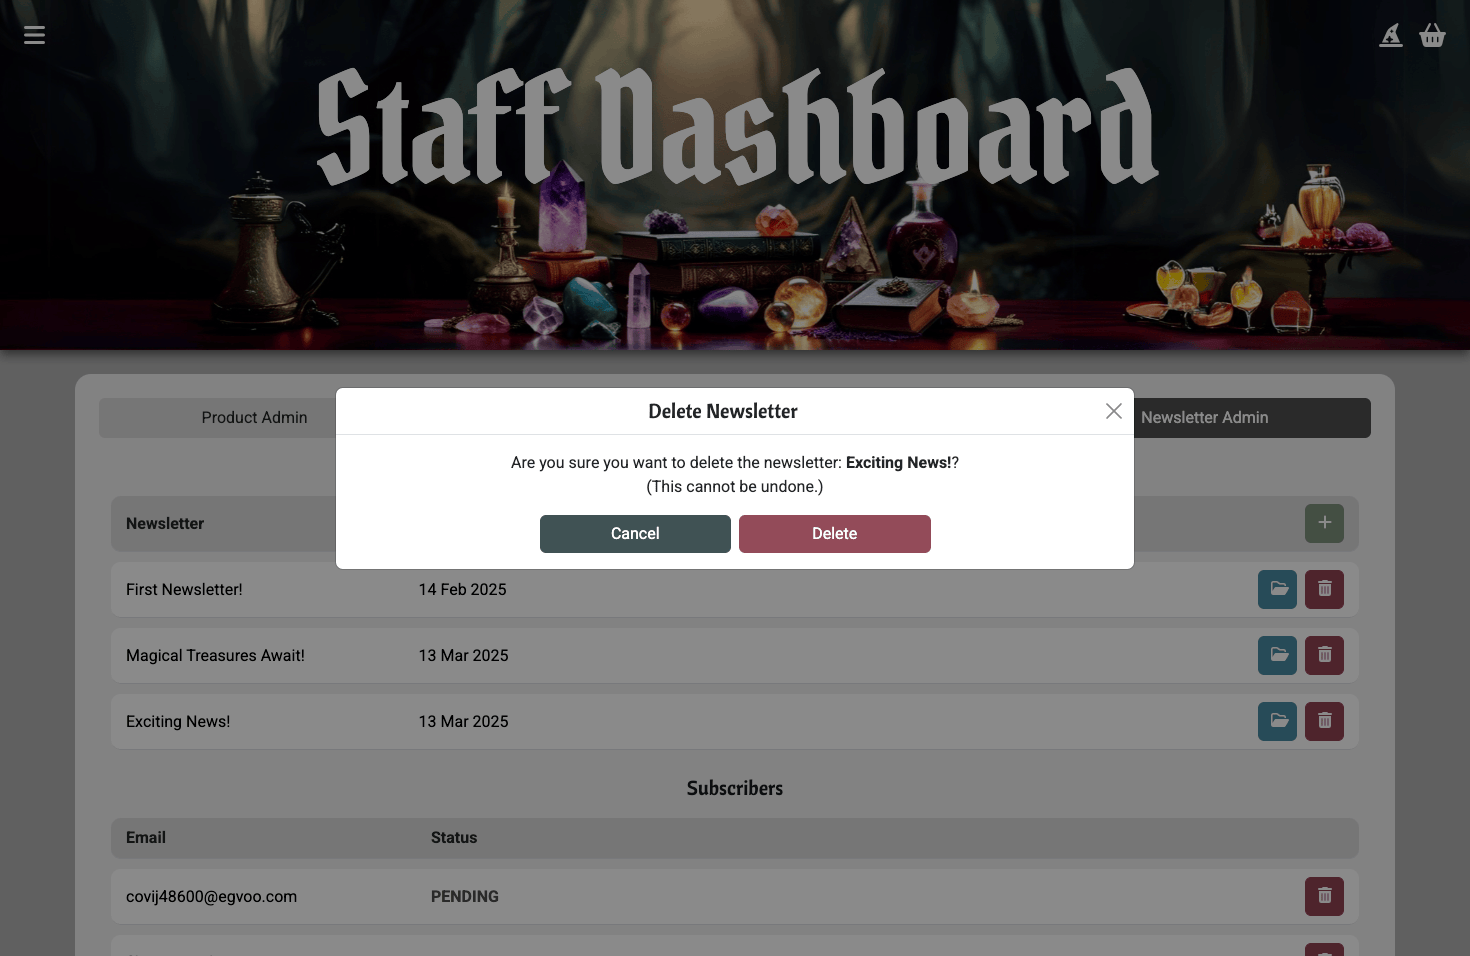 Staff Dashboard
Product Admin
Newsletter Admin
Delete Newsletter
Are you sure you want to delete the newsletter: Exciting News!?
(This cannot be undone.)
Cancel
Delete
Newsletter
First Newsletter!
14 Feb 2025
Magical Treasures Await!
13 Mar 2025
Exciting News!
13 Mar 2025
Subscribers
Email
Status
covij48600@egvoo.com
PENDING